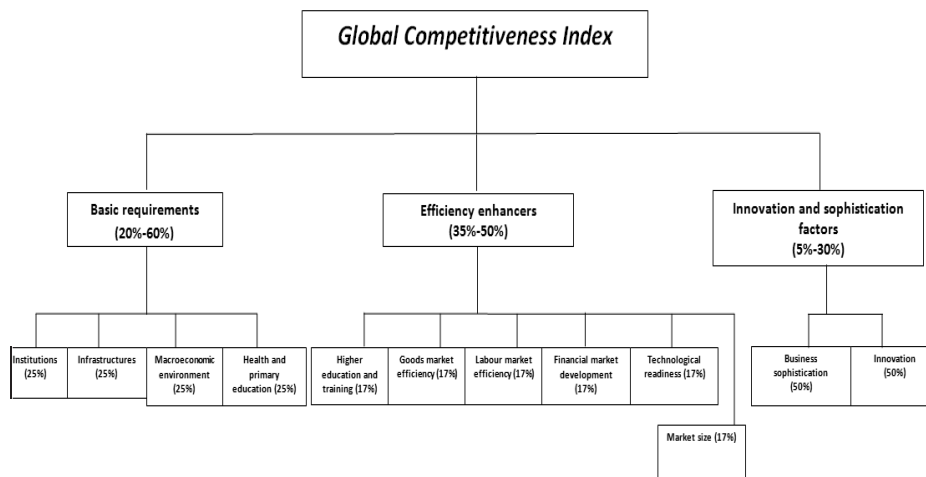 Global Competitiveness Index
Basic requirements
(20%-60%)
Efficiency enhancers
(35%-50%)
Innovation and sophistication
factors
(5%-30%)
Institutions
(25%)
Infrastructures
(25%)
Macroeconomic
environment
(25%)
Health and
primary
education (25%)
Higher
education and
training (17%)
Goods market
efficiency (17%)
Labour market
efficiency (17%)
Financial market
development
(17%)
Technological
readiness (17%)
Market size (17%)
Business
sophistication
(50%)
Innovation
(50%)